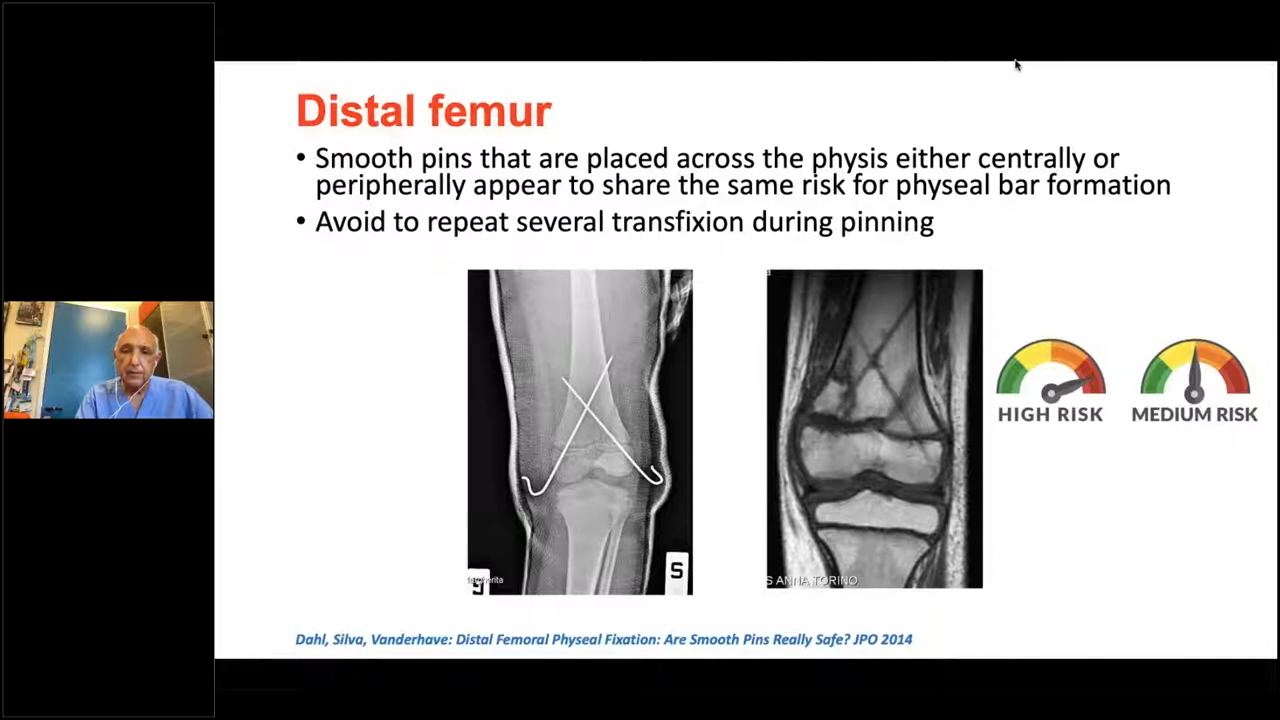 Distal femur
• Smooth pins that are placed across the physis either centrally or
peripherally appear to share the same risk for physeal bar formation
• Avoid to repeat several transfixion during pinning
HIGH RISK
MEDIUM RISK
S
S ANNA TORINO
Dahl, Silva, Vanderhave: Distal Femoral Physeal Fixation: Are Smooth Pins Really Safe? JPO 2014